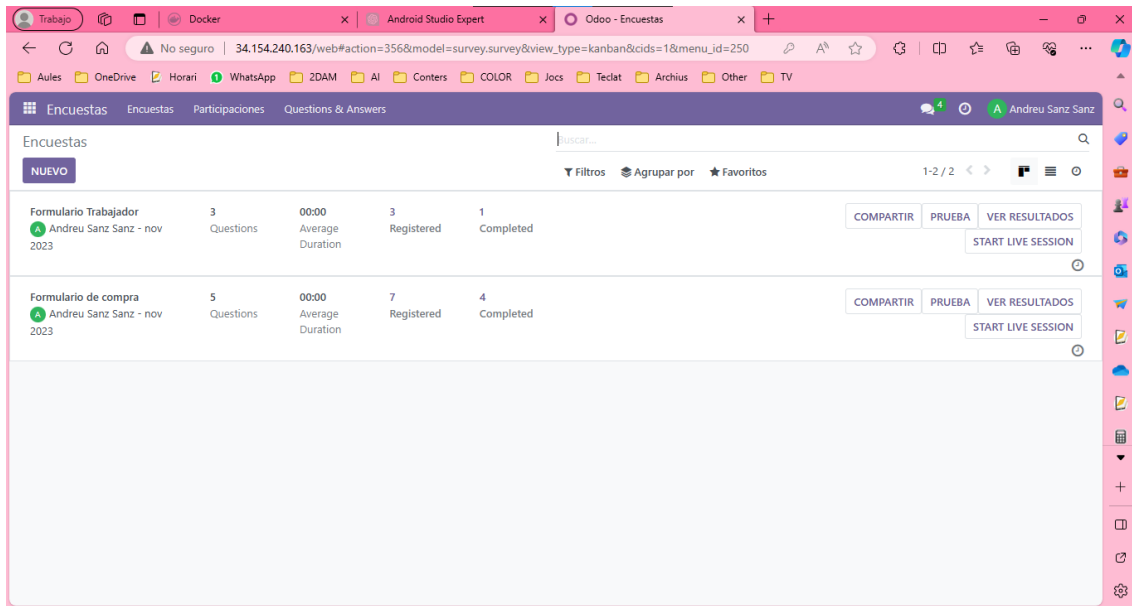 Trabajo Docker Android Studio Expert Odoo - Encuestas
No seguro 34.154.240.163/web#action=356&model=survey.survey&view_type=kanban&cids=1&menu_id=250
Aules OneDrive Horari WhatsApp 2DAM AI Conters COLOR Jocs Teclat Archius Other TV
Encuestas Encuestas Participaciones Questions & Answers 4 A Andreu Sanz Sanz
Encuestas Buscar...
NUEVO Filtros Agrupar por Favoritos 1-2 / 2
Formulario Trabajador 3 00:00 3 1 COMPARTIR PRUEBA VER RESULTADOS
A Andreu Sanz Sanz - nov Questions Average Registered Completed
2023 Duration START LIVE SESSION
Formulario de compra 5 00:00 7 4 COMPARTIR PRUEBA VER RESULTADOS
A Andreu Sanz Sanz - nov Questions Average Registered Completed
2023 Duration START LIVE SESSION